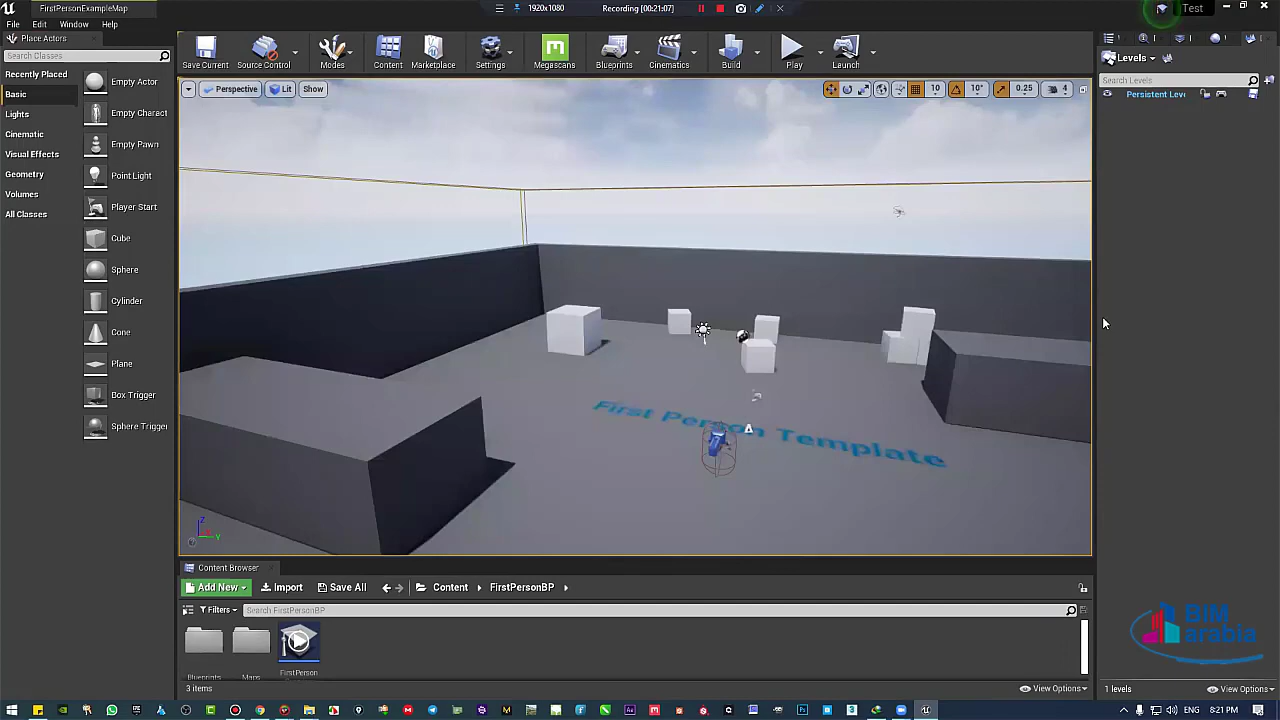 FirstPersonExampleMap
1920x1080
Recording [00:21:07]
Test
File Edit Window Help
Place Actors
Search Classes
Recently Placed
Basic
Lights
Cinematic
Visual Effects
Geometry
Volumes
All Classes
Empty Actor
Empty Charact
Empty Pawn
Point Light
Player Start
Cube
Sphere
Cylinder
Cone
Plane
Box Trigger
Sphere Trigger
Save Current
Source Control
Modes
Content
Marketplace
Settings
Megascans
Blueprints
Cinematics
Build
Play
Launch
Perspective
Lit
Show
10
10°
0.25
4
Levels
Search Levels
Persistent Leve
First Person Template
Z
Y
Content Browser
Add New
Import
Save All
Content
FirstPersonBP
Filters
Search FirstPersonBP
Blueprints
Maps
FirstPerson
3 items
View Options
BIM
arabia
1 levels
View Options
ENG
8:21 PM